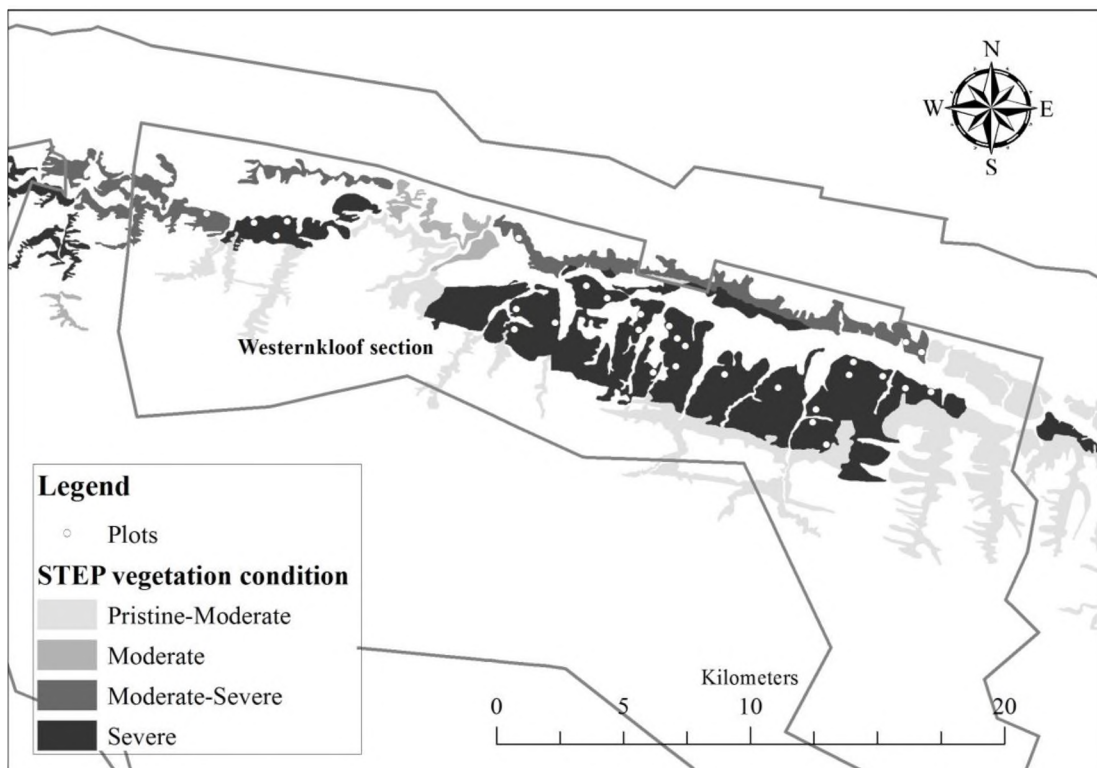 N
W E
S
Westernkloof section
Legend
Plots
STEP vegetation condition
Pristine-Moderate
Moderate
Moderate-Severe
Severe
Kilometers
0 5 10 20